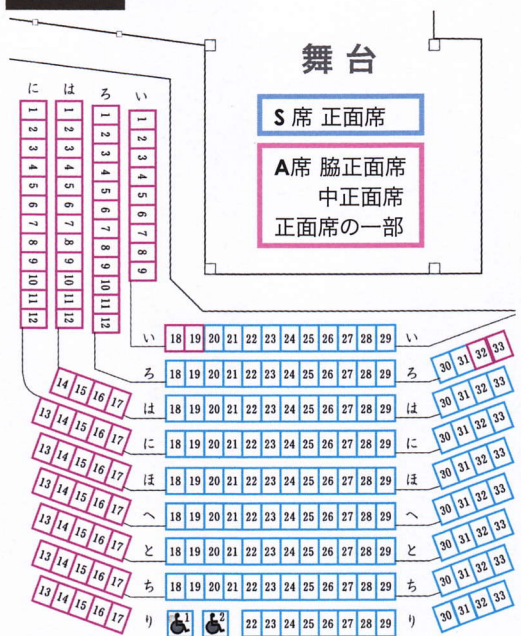 舞台
S席 正面席
A席 脇正面席
中正面席
正面席の一部
に は ろ い
1 1 1 1
2 2 2 2
3 3 3 3
4 4 4 4
5 5 5 5
6 6 6 6
7 7 7 7
8 8 8 8
9 9 9 9
10 10 10
11 11 11
12 12 12
い 18 19 20 21 22 23 24 25 26 27 28 29 い
ろ 18 19 20 21 22 23 24 25 26 27 28 29 ろ 30 31 32 33
14 15 16 17 は 18 19 20 21 22 23 24 25 26 27 28 29 は 30 31 32 33
13 14 15 16 17 に 18 19 20 21 22 23 24 25 26 27 28 29 に 30 31 32 33
13 14 15 16 17 ほ 18 19 20 21 22 23 24 25 26 27 28 29 ほ 30 31 32 33
13 14 15 16 17 へ 18 19 20 21 22 23 24 25 26 27 28 29 へ 30 31 32 33
13 14 15 16 17 と 18 19 20 21 22 23 24 25 26 27 28 29 と 30 31 32 33
13 14 15 16 17 ち 18 19 20 21 22 23 24 25 26 27 28 29 ち 30 31 32 33
13 14 15 16 17 り 1 2 22 23 24 25 26 27 28 29 り 30 31 32 33